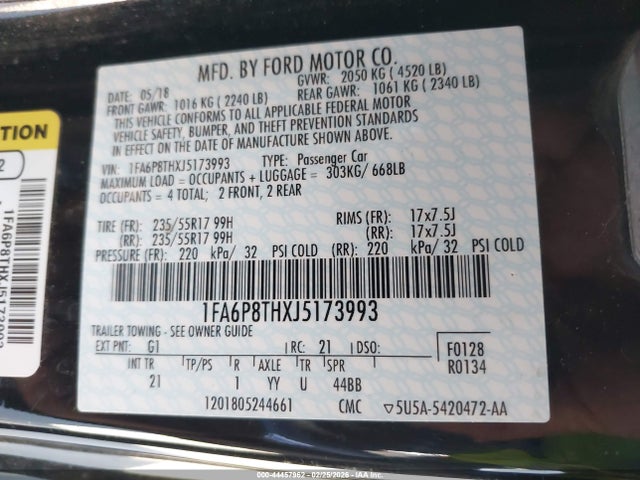 MFD. BY FORD MOTOR CO.
DATE: 05/18 GVWR: 2050 KG ( 4520 LB)
FRONT GAWR: 1016 KG ( 2240 LB) REAR GAWR: 1061 KG ( 2340 LB)
THIS VEHICLE CONFORMS TO ALL APPLICABLE FEDERAL MOTOR
VEHICLE SAFETY, BUMPER, AND THEFT PREVENTION STANDARDS
IN EFFECT ON THE DATE OF MANUFACTURE SHOWN ABOVE.
VIN: 1FA6P8THXJ5173993 TYPE: Passenger Car
MAXIMUM LOAD = OCCUPANTS + LUGGAGE = 303KG/ 668LB
OCCUPANTS = 4 TOTAL; 2 FRONT, 2 REAR
TIRE (FR): 235/55R17 99H RIMS (FR): 17x7.5J
(RR): 235/55R17 99H (RR): 17x7.5J
PRESSURE (FR): 220 kPa/ 32 PSI COLD (RR): 220 kPa/ 32 PSI COLD
1FA6P8THXJ5173993
TRAILER TOWING - SEE OWNER GUIDE
EXT PNT: G1 RC: 21 DSO: F0128
INT TR TP/PS R AXLE TR SPR R0134
21 1 YY U 44BB
1201805244661 CMC ▽5U5A-5420472-AA
TION
2
1FA6P8THXJ5173993
000-44457962 - 02/25/2026 - COPART.CA